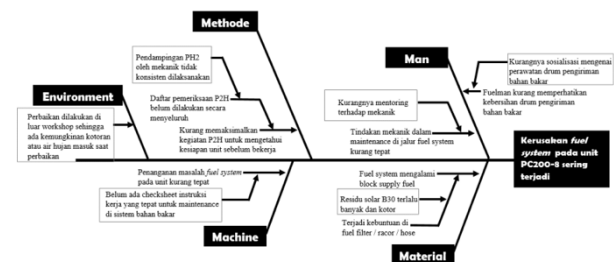 Methode
Pendampingan PH2
oleh mekanik tidak
konsisten dilaksanakan
Daftar pemeriksaan P2H
belum dilakukan secara
menyeluruh
Kurang memaksimalkan
kegiatan P2H untuk mengetahui
kesiapan unit sebelum bekerja
Man
Kurangnya sosialisasi mengenai
perawatan drum pengiriman
bahan bakar
Fuelman kurang memperhatikan
kebersihan drum pengiriman
bahan bakar
Kurangnya mentoring
terhadap mekanik
Tindakan mekanik dalam
maintenance di jalur fuel system
kurang tepat
Environment
Perbaikan dilakukan di
luar workshop sehingga
ada kemungkinan kotoran
atau air hujan masuk saat
perbaikan
Kerusakan fuel
system pada unit
PC200-8 sering
terjadi
Penanganan masalah fuel system
pada unit kurang tepat
Belum ada checksheet instruksi
kerja yang tepat untuk maintenance
di sistem bahan bakar
Machine
Fuel system mengalami
block supply fuel
Residu solar B30 terlalu
banyak dan kotor
Terjadi kebuntuan di
fuel filter / racor / hose
Material